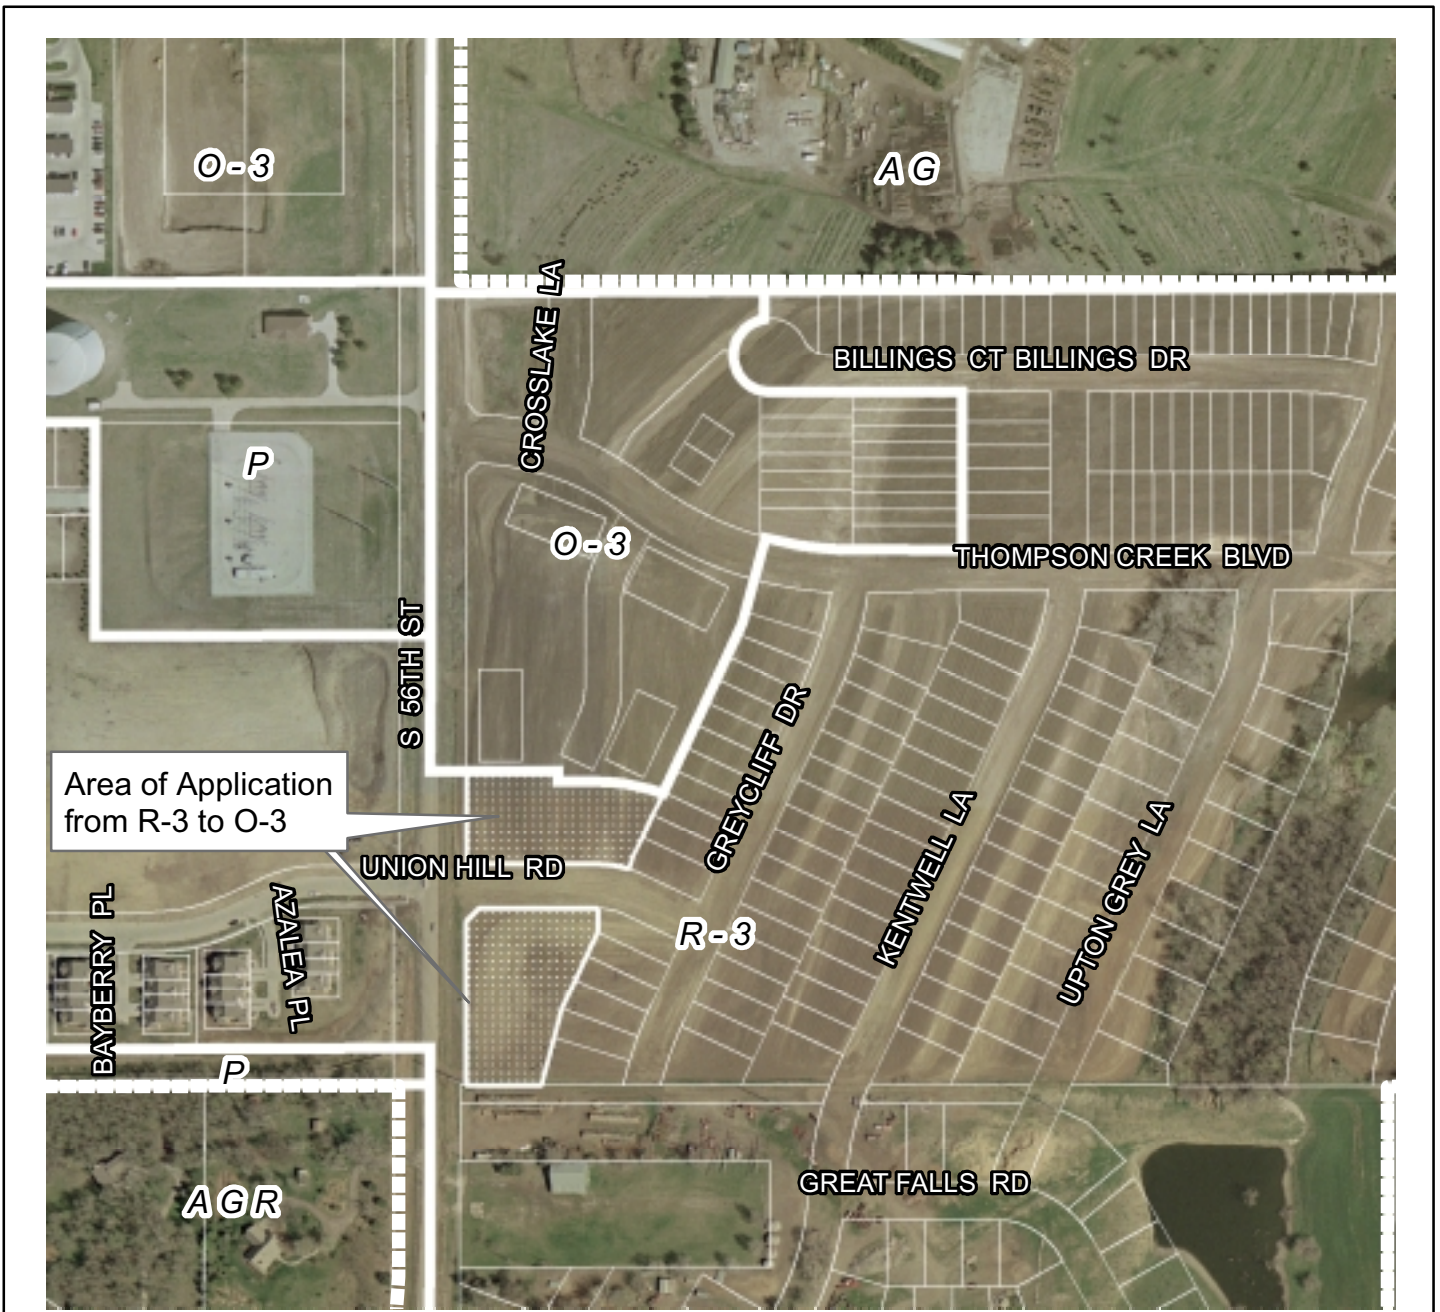 O-3
AG
CROSSLAKE LA
BILLINGS CT BILLINGS DR
P
O-3
THOMPSON CREEK BLVD
S 56TH ST
Area of Application
from R-3 to O-3
GREYCLIFF DR
KENTWELL LA
UPTON GREY LA
UNION HILL RD
BAYBERRY PL
AZALEA PL
R-3
P
AGR
GREAT FALLS RD